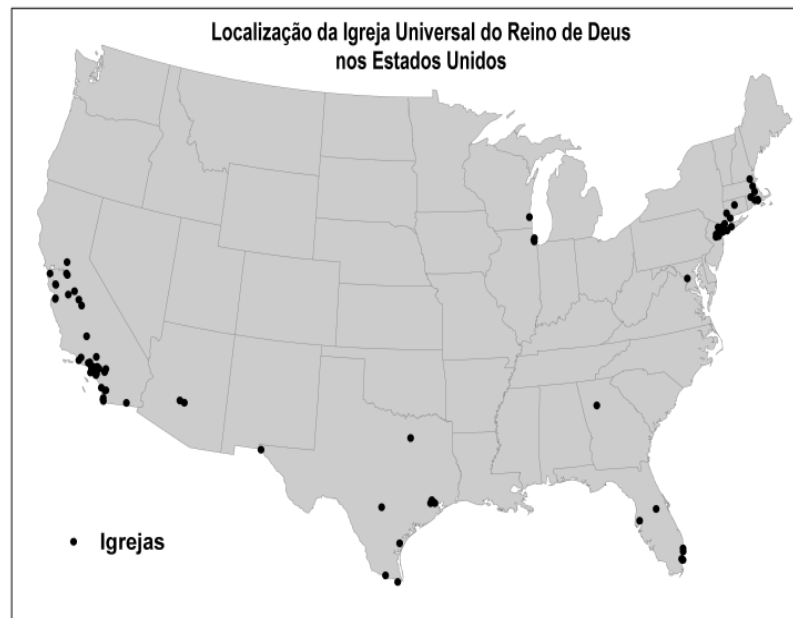 Localização da Igreja Universal do Reino de Deus
nos Estados Unidos
Igrejas